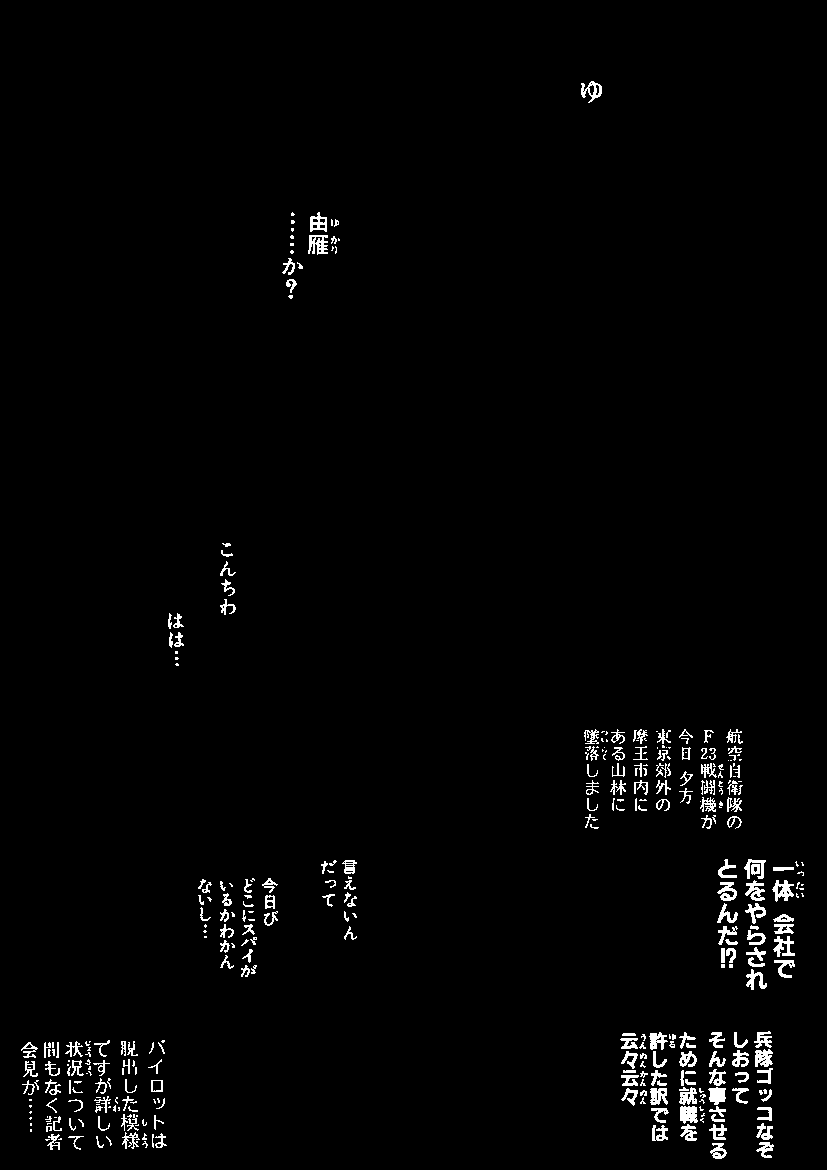 ゆ
由雁
……か?
こんちわ
はは…
航空自衛隊の
F23戦闘機が
今日 夕方
東京郊外の
摩王市内に
ある山林に
墜落しました
一体 会社で
何をやらされ
とるんだ!?
言えないん
だって
今日び
どこにスパイが
いるかわかん
ないし…
兵隊ゴッコなぞ
しおって
そんな事させる
ために就職を
許した訳では
云々云々
パイロットは
脱出した模様
ですが詳しい
状況について
間もなく記者
会見が……